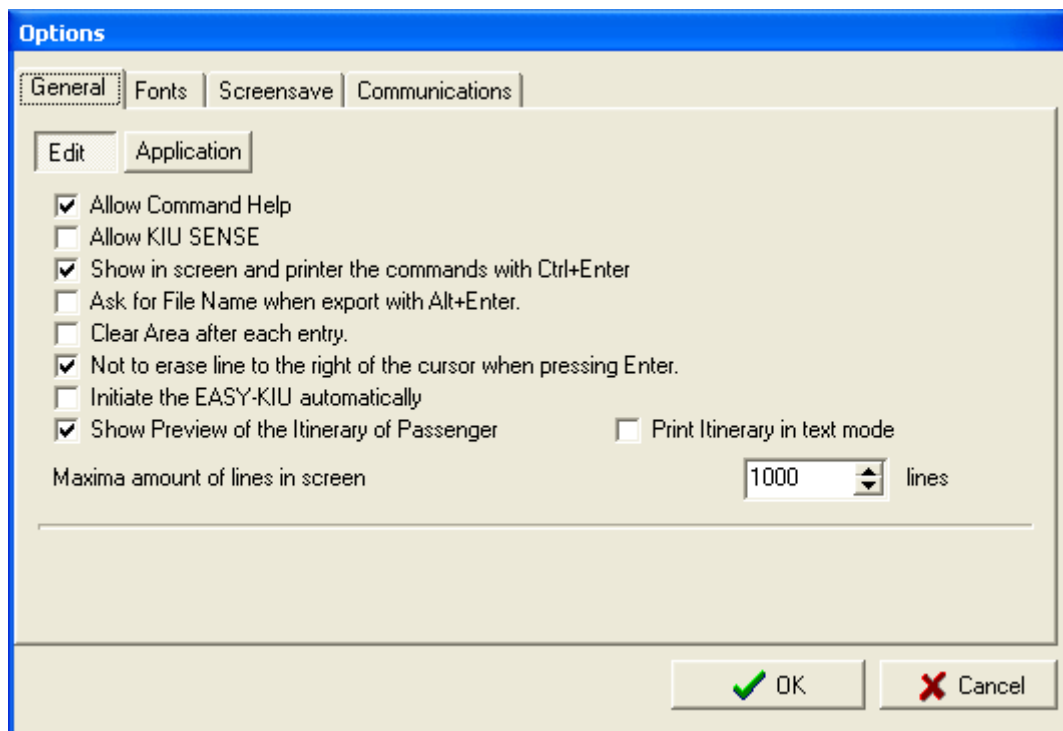 Options
General Fonts Screensave Communications
Edit Application
Allow Command Help
Allow KIU SENSE
Show in screen and printer the commands with Ctrl+Enter
Ask for File Name when export with Alt+Enter.
Clear Area after each entry.
Not to erase line to the right of the cursor when pressing Enter.
Initiate the EASY-KIU automatically
Show Preview of the Itinerary of Passenger Print Itinerary in text mode
Maxima amount of lines in screen 1000 lines
OK Cancel